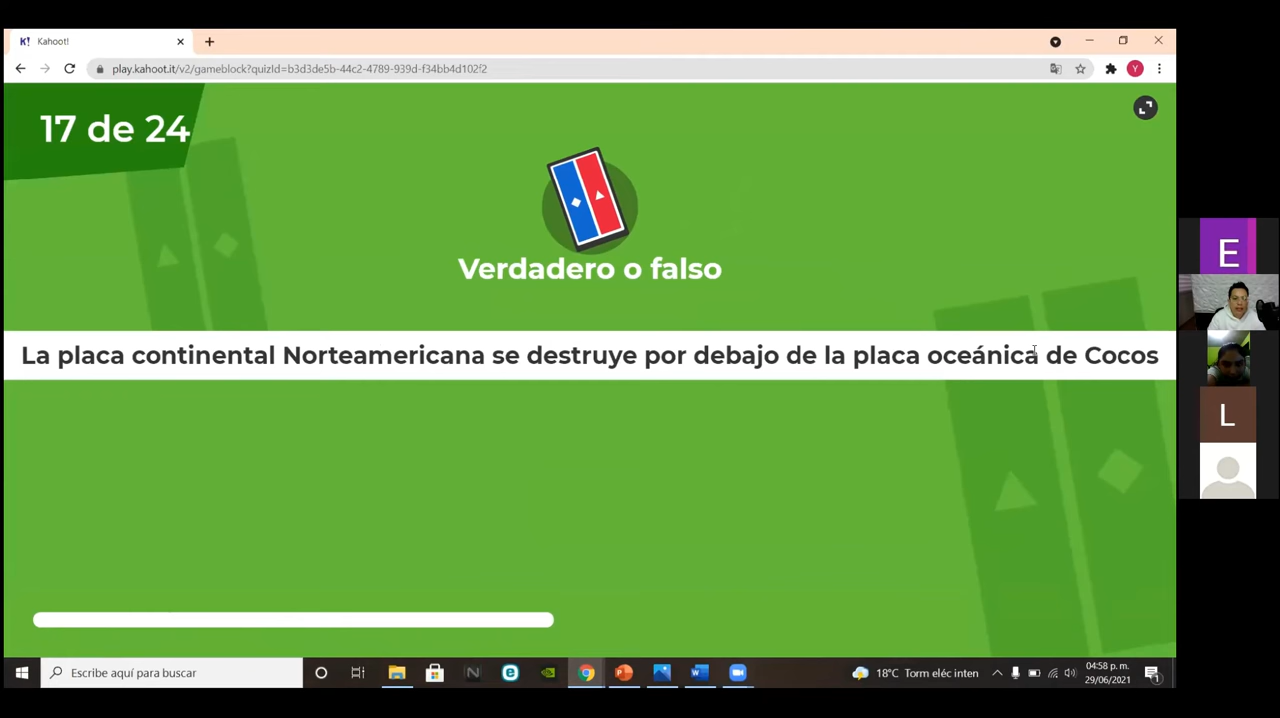 K! Kahoot!
play.kahoot.it/v2/gameblock?quizId=b3d3de5b-44c2-4789-939d-f34bb4d102f2
Y
17 de 24
Verdadero o falso
La placa continental Norteamericana se destruye por debajo de la placa oceánica de Cocos
E
L
Escribe aquí para buscar
18°C Torm eléc inten
04:58 p. m.
29/06/2021
1